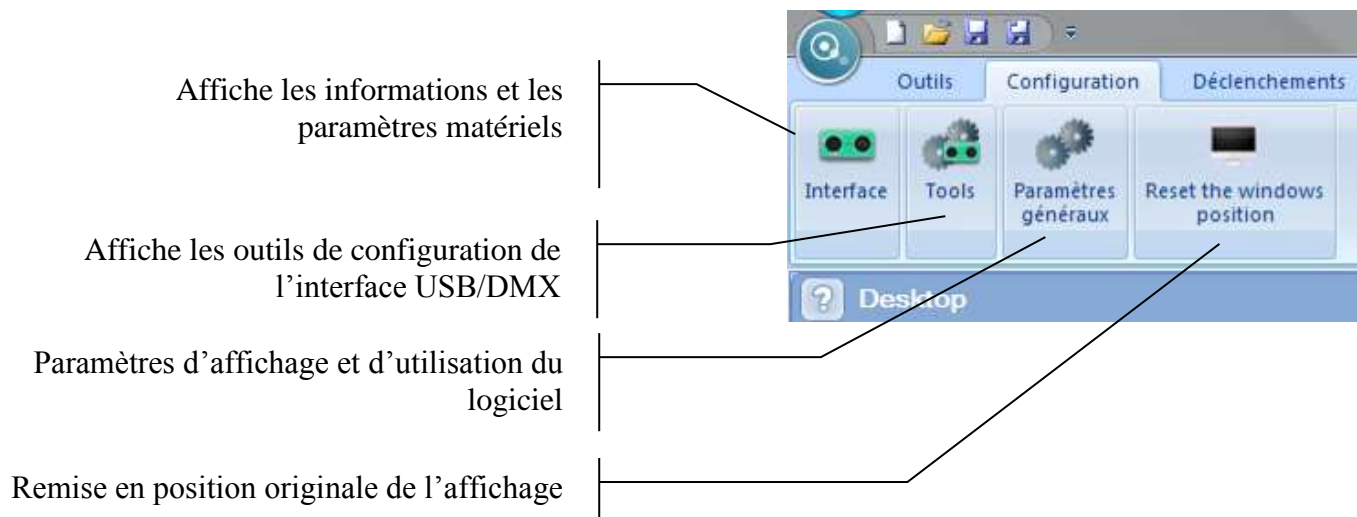 Outils Configuration Déclenchements
Affiche les informations et les
paramètres matériels
Interface Tools Paramètres
généraux Reset the windows
position
Affiche les outils de configuration de
l’interface USB/DMX
? Desktop
Paramètres d’affichage et d’utilisation du
logiciel
Remise en position originale de l’affichage